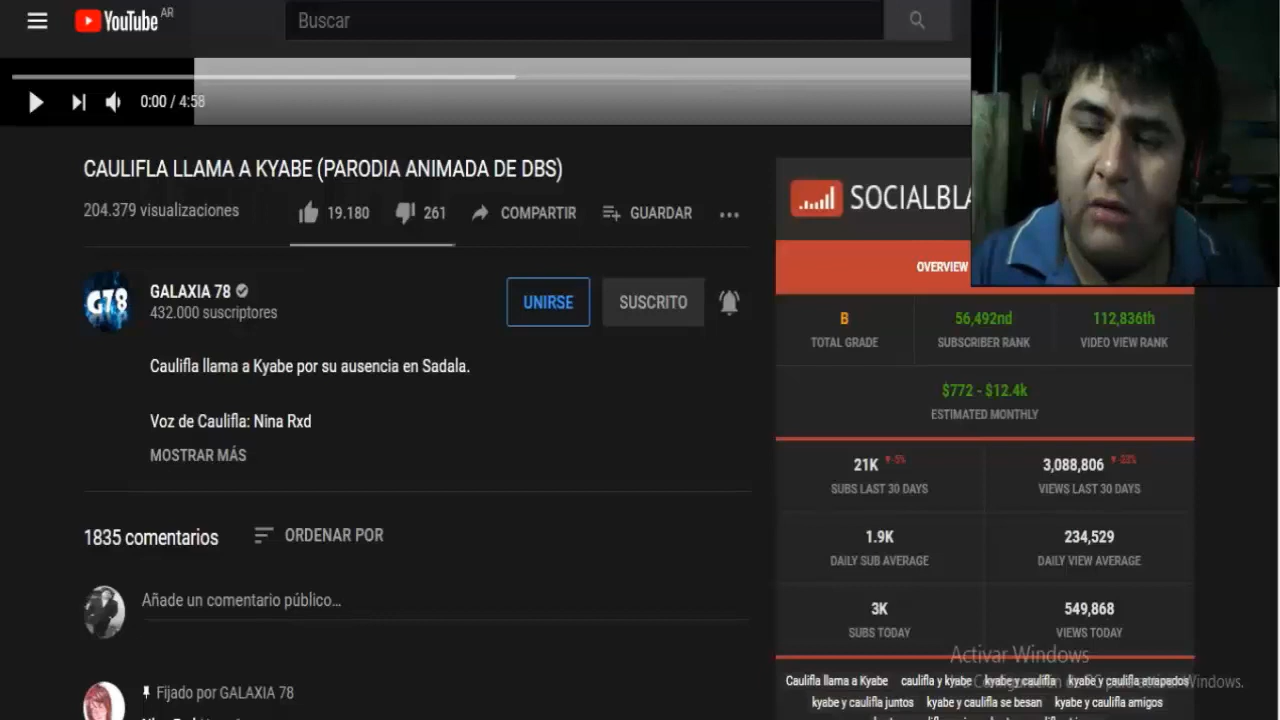 YouTube AR
Buscar
0:00 / 4:58
CAULIFLA LLAMA A KYABE (PARODIA ANIMADA DE DBS)
204.379 visualizaciones
19.180
261
COMPARTIR
GUARDAR
G78
GALAXIA 78
432.000 suscriptores
UNIRSE
SUSCRITO
Caulifla llama a Kyabe por su ausencia en Sadala.
Voz de Caulifla: Nina Rxd
MOSTRAR MÁS
1835 comentarios
ORDENAR POR
Añade un comentario público...
Fijado por GALAXIA 78
SOCIALBLA
OVERVIEW
B
TOTAL GRADE
56,492nd
SUBSCRIBER RANK
112,836th
VIDEO VIEW RANK
$772 - $12.4k
ESTIMATED MONTHLY
21K -5%
SUBS LAST 30 DAYS
3,088,806 -23%
VIEWS LAST 30 DAYS
1.9K
DAILY SUB AVERAGE
234,529
DAILY VIEW AVERAGE
3K
SUBS TODAY
549,868
VIEWS TODAY
Activar Windows
Caulifla llama a Kyabe caulifla y kyabe kyabe y caulifla kyabe y caulifla atrapados
Windows.
kyabe y caulifla juntos kyabe y caulifla se besan kyabe y caulifla amigos